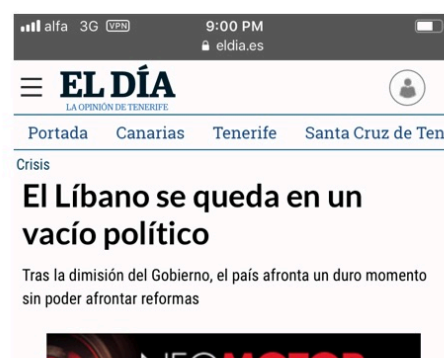 alfa 3G VPN 9:00 PM
eldia.es
EL DÍA
LA OPINIÓN DE TENERIFE
Portada Canarias Tenerife Santa Cruz de Ten
Crisis
El Líbano se queda en un
vacío político
Tras la dimisión del Gobierno, el país afronta un duro momento
sin poder afrontar reformas
NEOMOTOR